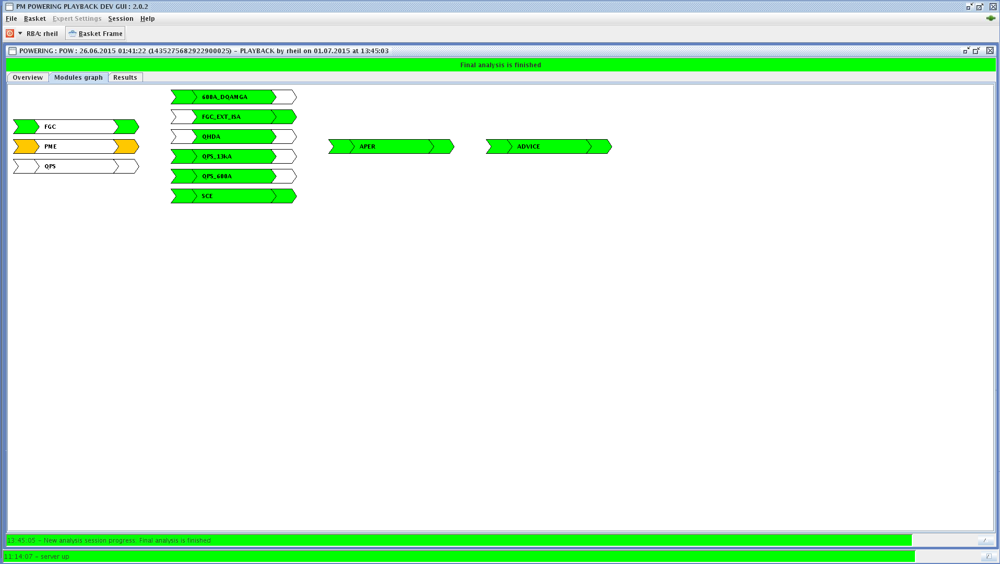 PM POWERING PLAYBACK DEV GUI : 2.0.2
File Basket Expert Settings Session Help
RBA: rheil Basket Frame
POWERING : POW : 26.06.2015 01:41:22 (1435275682922900025) – PLAYBACK by rheil on 01.07.2015 at 13:45:03
Final analysis is finished
Overview Modules graph Results
FGC
PME
QPS
600A_DQAMGA
FGC_EXT_ISA
QHDA
QPS_13kA
QPS_600A
SCE
APER
ADVICE
13:45:05 – New analysis session progress: Final analysis is finished
11:14:07 – server up